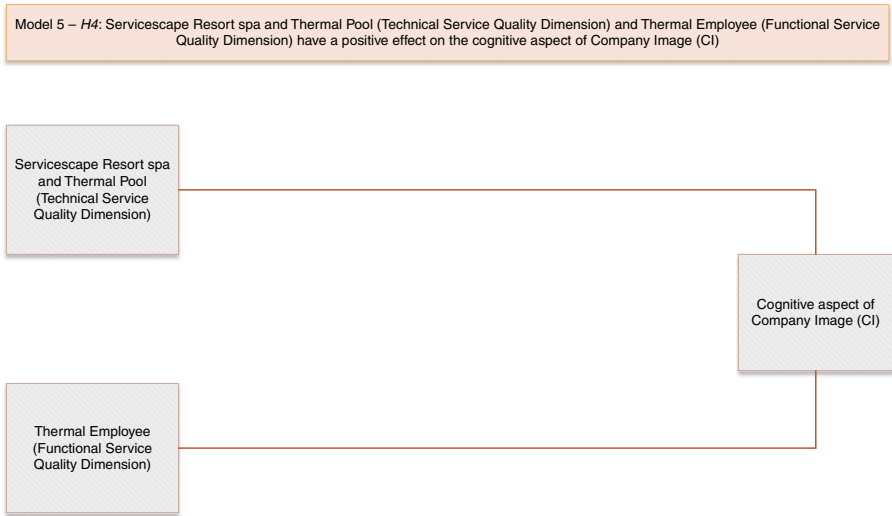 Model 5 – H4: Servicescape Resort spa and Thermal Pool (Technical Service Quality Dimension) and Thermal Employee (Functional Service
Quality Dimension) have a positive effect on the cognitive aspect of Company Image (CI)
Servicescape Resort spa
and Thermal Pool
(Technical Service
Quality Dimension)
Cognitive aspect of
Company Image (CI)
Thermal Employee
(Functional Service
Quality Dimension)